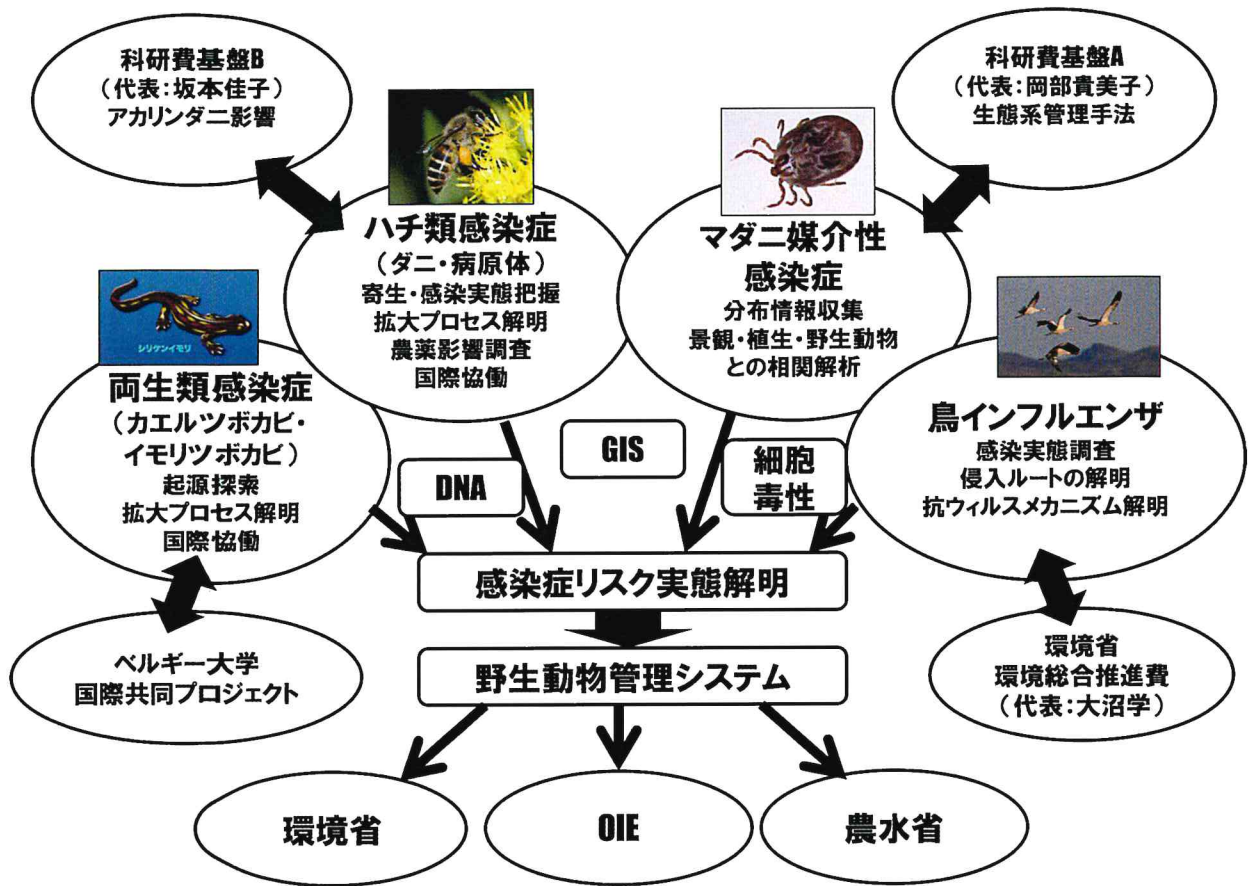 科研費基盤B
(代表:坂本佳子)
アカリンダニ影響
科研費基盤A
(代表:岡部貴美子)
生態系管理手法
ハチ類感染症
(ダニ・病原体)
寄生・感染実態把握
拡大プロセス解明
農薬影響調査
国際協働
マダニ媒介性
感染症
分布情報収集
景観・植生・野生動物
との相関解析
シリケンイモリ
両生類感染症
(カエルツボカビ・
イモリツボカビ)
起源探索
拡大プロセス解明
国際協働
鳥インフルエンザ
感染実態調査
侵入ルートの解明
抗ウィルスメカニズム解明
DNA
GIS
細胞
毒性
感染症リスク実態解明
野生動物管理システム
ベルギー大学
国際共同プロジェクト
環境省
環境総合推進費
(代表:大沼学)
環境省
OIE
農水省